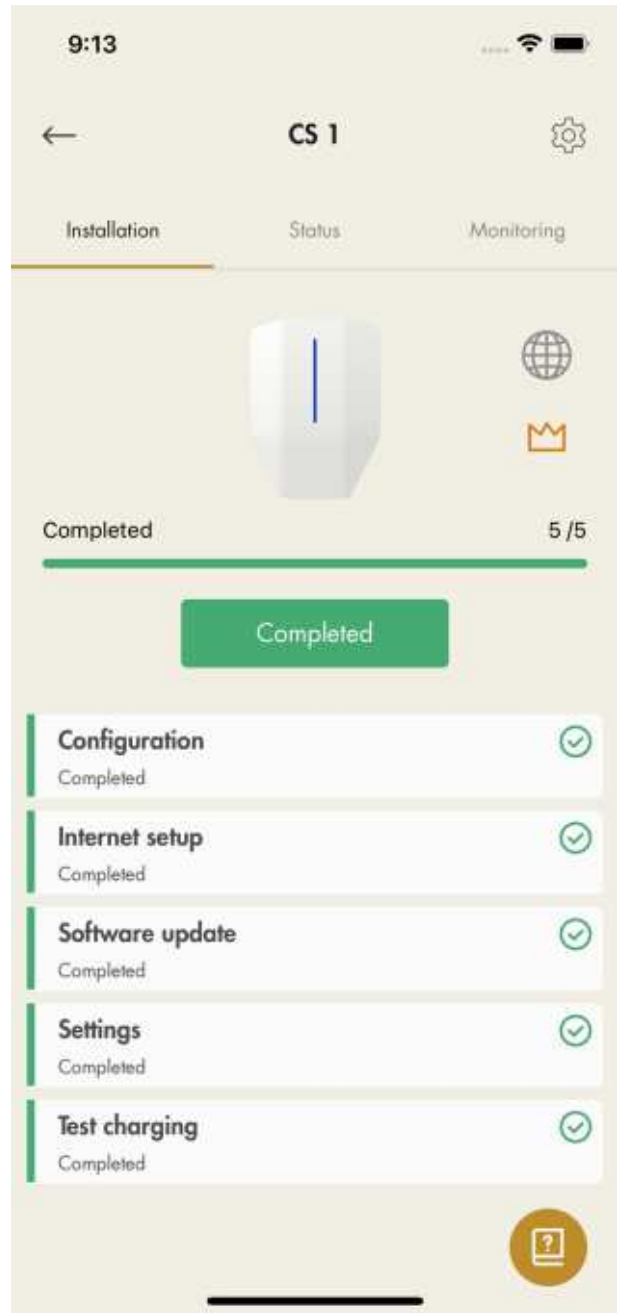 9:13
CS 1
Installation Status Monitoring
Completed 5 /5
Completed
Configuration
Completed
Internet setup
Completed
Software update
Completed
Settings
Completed
Test charging
Completed
?